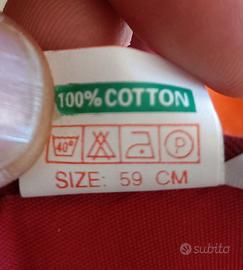 100% COTTON
40°
P
SIZE: 59 CM
subito